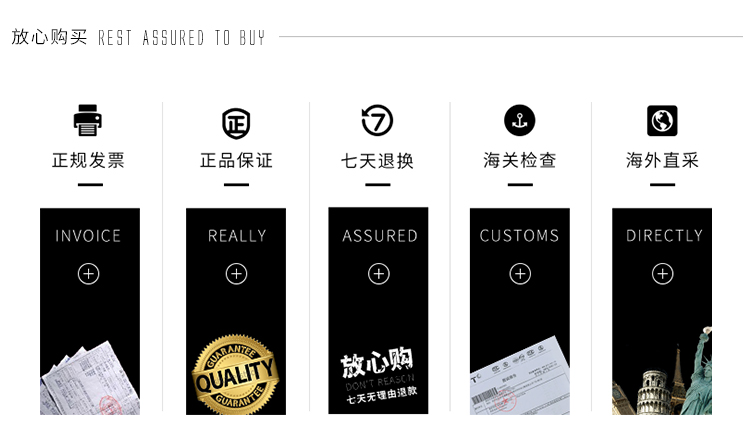 放心购买 REST ASSURED TO BUY
7
正
正规发票
正品保证
七天退换
海关检查
海外直采
INVOICE
REALLY
ASSURED
CUSTOMS
DIRECTLY
GUARANTEE
QUALITY
GUARANTEE
放心购
DON'T REASON
七天无理由退款